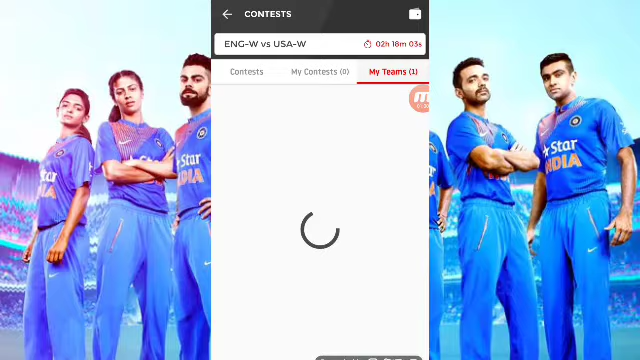 CONTESTS
ENG-W vs USA-W 02h 18m 03s
Contests My Contests (0) My Teams (1)
Star
INDIA
Star
INDIA
Star
INDIA